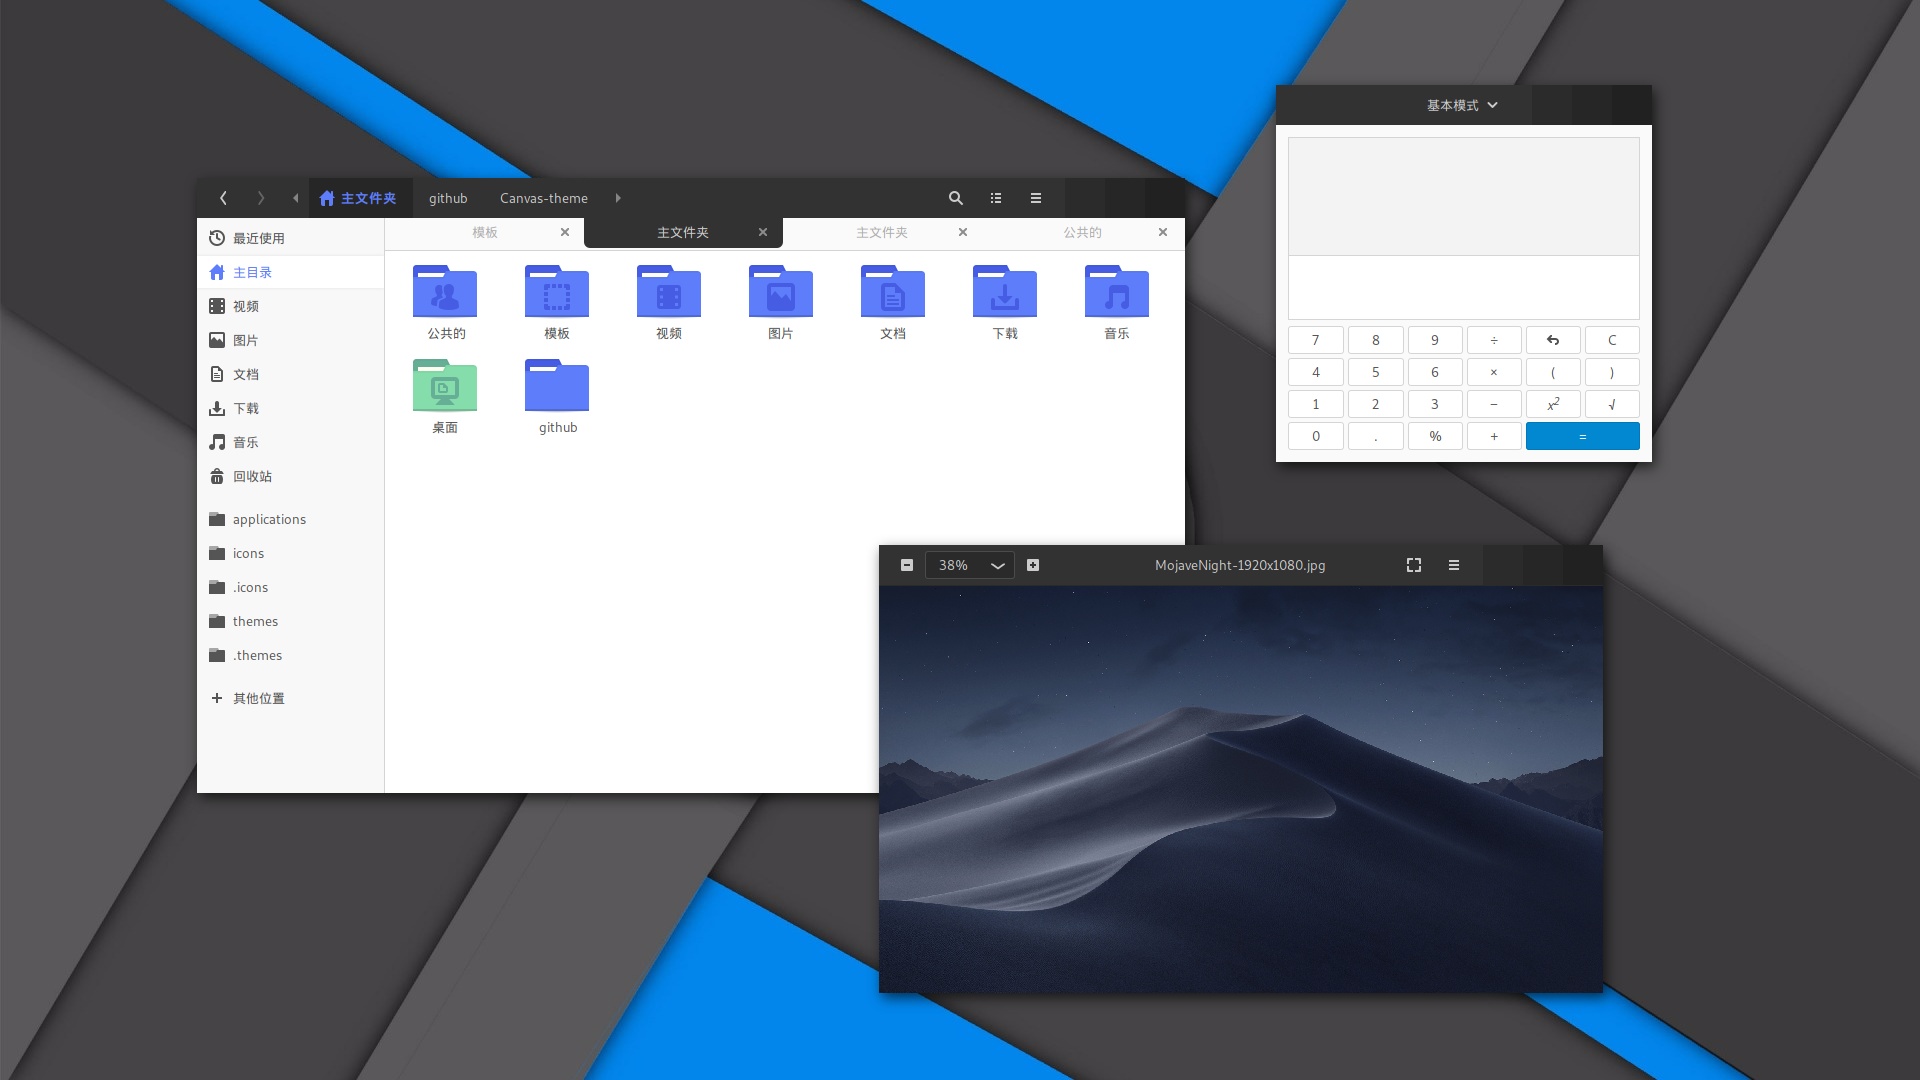 主文件夹 github Canvas-theme
模板 主文件夹 主文件夹 公共的
最近使用
主目录
视频
图片
文档
下载
音乐
回收站
applications
icons
.icons
themes
.themes
其他位置
公共的 模板 视频 图片 文档 下载 音乐
桌面 github
基本模式
7 8 9 ÷ C
4 5 6 × ( )
1 2 3 − x² √
0 . % + =
38% MojaveNight-1920x1080.jpg